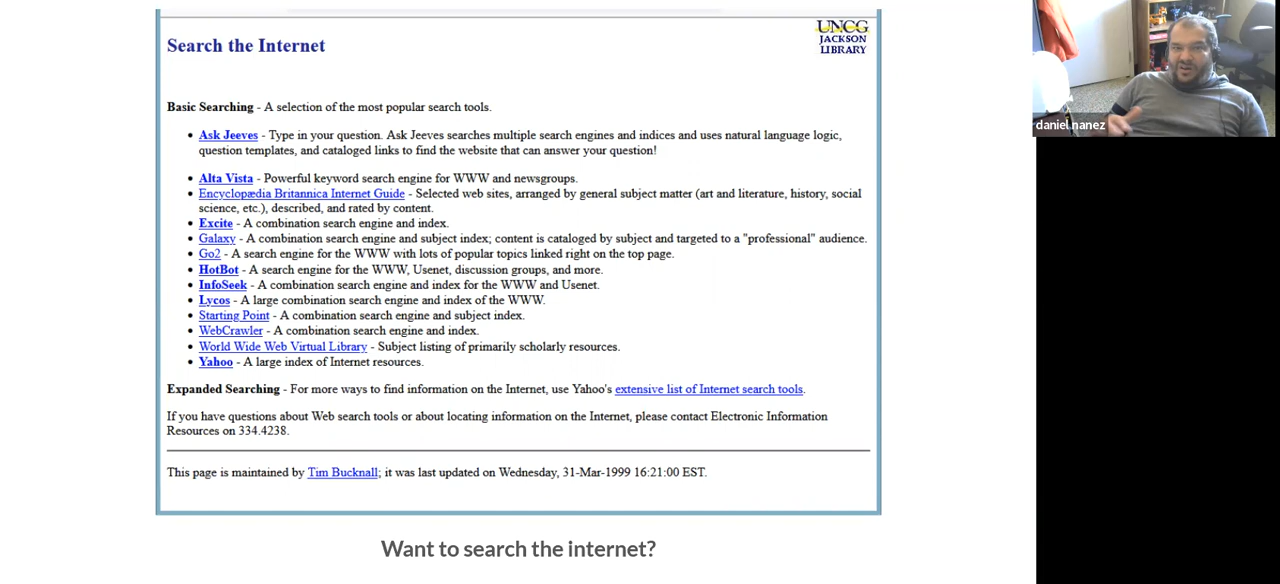 Search the Internet
UNCG
JACKSON
LIBRARY
Basic Searching - A selection of the most popular search tools.
Ask Jeeves - Type in your question. Ask Jeeves searches multiple search engines and indices and uses natural language logic,
question templates, and cataloged links to find the website that can answer your question!
Alta Vista - Powerful keyword search engine for WWW and newsgroups.
Encyclopædia Britannica Internet Guide - Selected web sites, arranged by general subject matter (art and literature, history, social
science, etc.), described, and rated by content.
Excite - A combination search engine and index.
Galaxy - A combination search engine and subject index; content is cataloged by subject and targeted to a "professional" audience.
Go2 - A search engine for the WWW with lots of popular topics linked right on the top page.
HotBot - A search engine for the WWW, Usenet, discussion groups, and more.
InfoSeek - A combination search engine and index for the WWW and Usenet.
Lycos - A large combination search engine and index of the WWW.
Starting Point - A combination search engine and subject index.
WebCrawler - A combination search engine and index.
World Wide Web Virtual Library - Subject listing of primarily scholarly resources.
Yahoo - A large index of Internet resources.
Expanded Searching - For more ways to find information on the Internet, use Yahoo's extensive list of Internet search tools.
If you have questions about Web search tools or about locating information on the Internet, please contact Electronic Information
Resources on 334.4238.
This page is maintained by Tim Bucknall; it was last updated on Wednesday, 31-Mar-1999 16:21:00 EST.
Want to search the internet?
daniel nanez